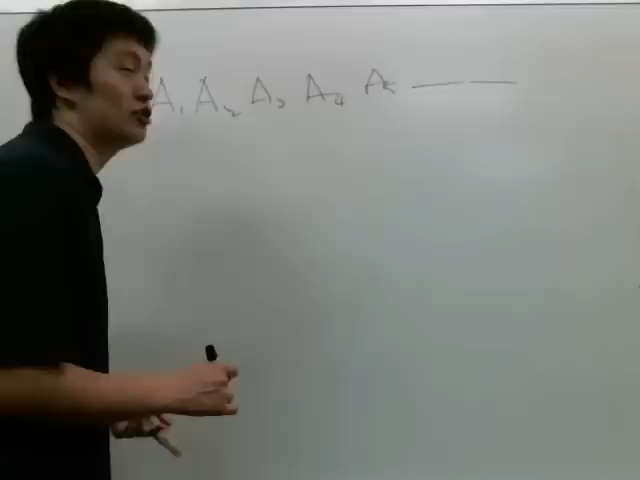 A₁ A₂ A₃ A₄ A₅ — —